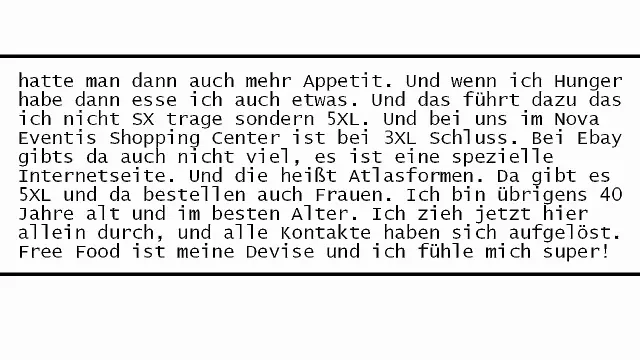 hatte man dann auch mehr Appetit. Und wenn ich Hunger
habe dann esse ich auch etwas. Und das führt dazu das
ich nicht SX trage sondern 5XL. Und bei uns im Nova
Eventis Shopping Center ist bei 3XL Schluss. Bei Ebay
gibts da auch nicht viel, es ist eine spezielle
Internetseite. Und die heißt Atlasformen. Da gibt es
5XL und da bestellen auch Frauen. Ich bin übrigens 40
Jahre alt und im besten Alter. Ich zieh jetzt hier
allein durch, und alle Kontakte haben sich aufgelöst.
Free Food ist meine Devise und ich fühle mich super!